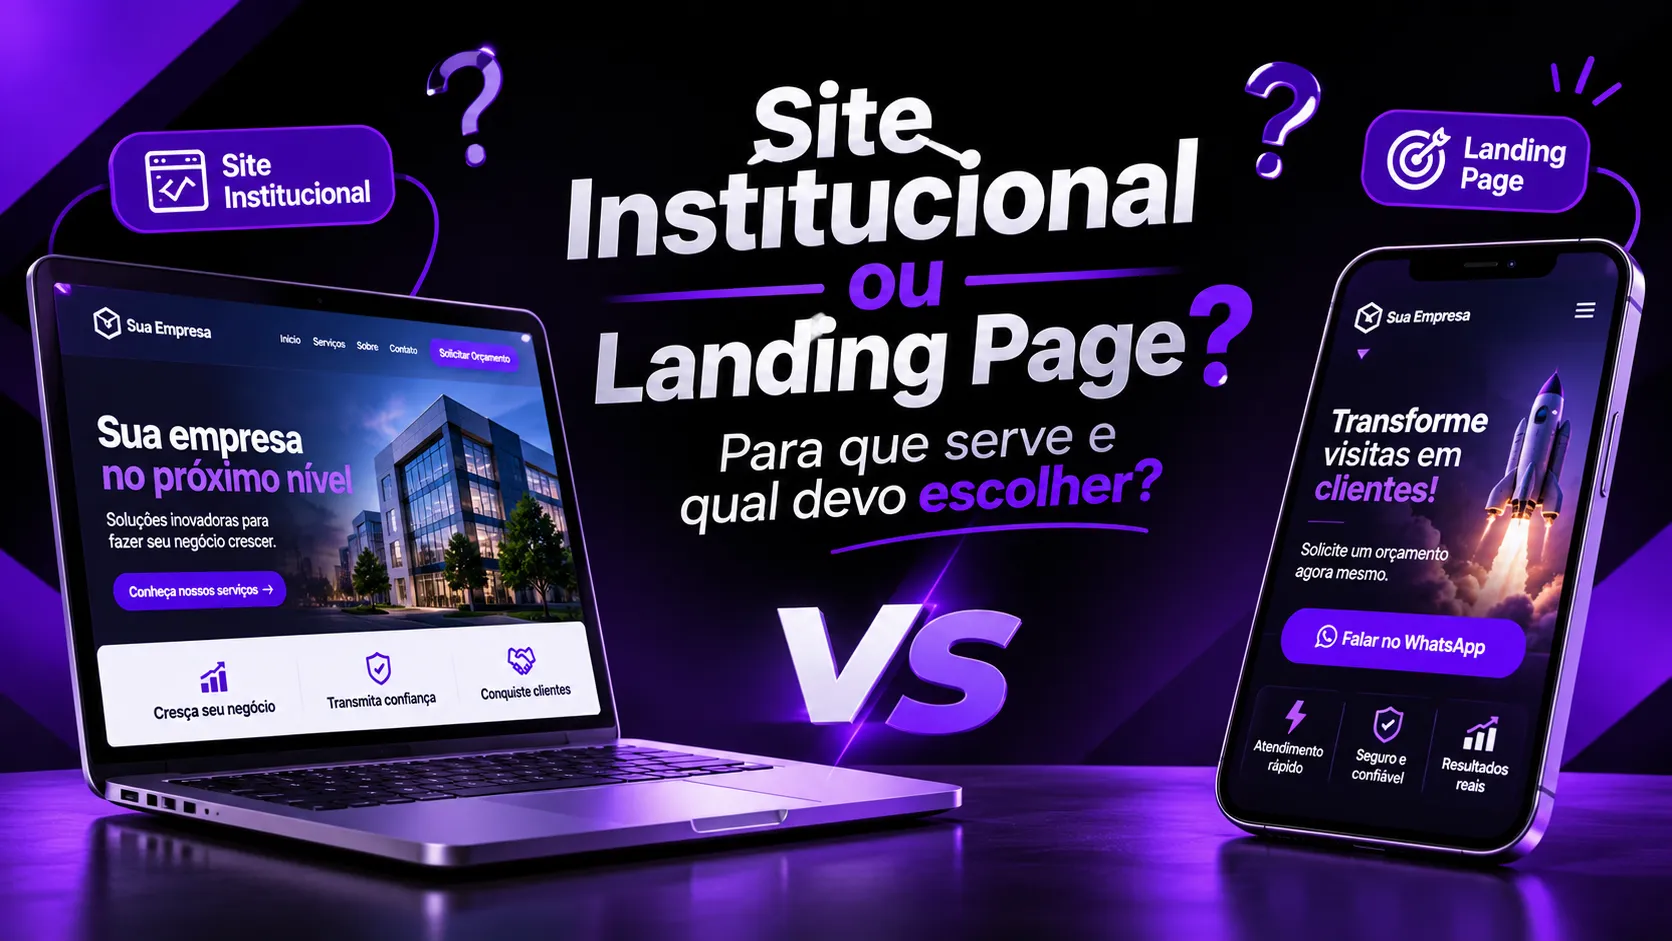 Site
Institucional
ou
Landing Page?
Para que serve e
qual devo escolher?
VS
Site
Institucional
Sua Empresa
Início
Serviços
Sobre
Contato
Solicitar Orçamento
Sua empresa
no próximo nível
Soluções inovadoras para
fazer seu negócio crescer.
Conheça nossos serviços →
Cresça seu negócio
Transmita confiança
Conquiste clientes
Landing
Page
Sua Empresa
Transforme
visitas em
clientes!
Solicite um orçamento
agora mesmo.
Falar no WhatsApp
Atendimento
rápido
Seguro e
confiável
Resultados
reais